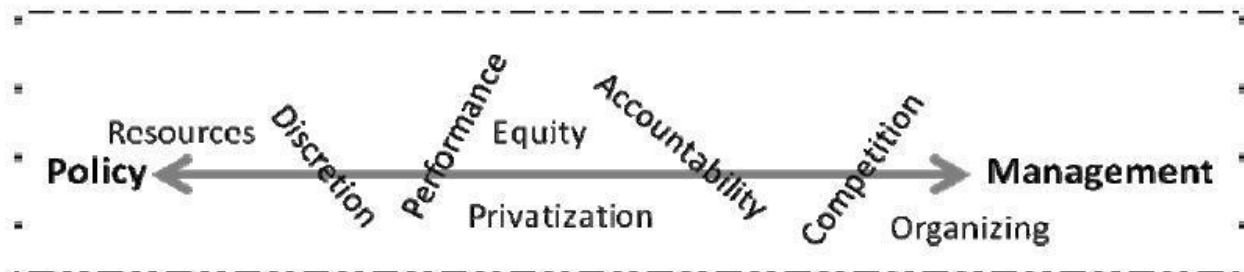 Resources
Discretion
Performance
Equity
Accountability
Competition
Policy
Management
Privatization
Organizing